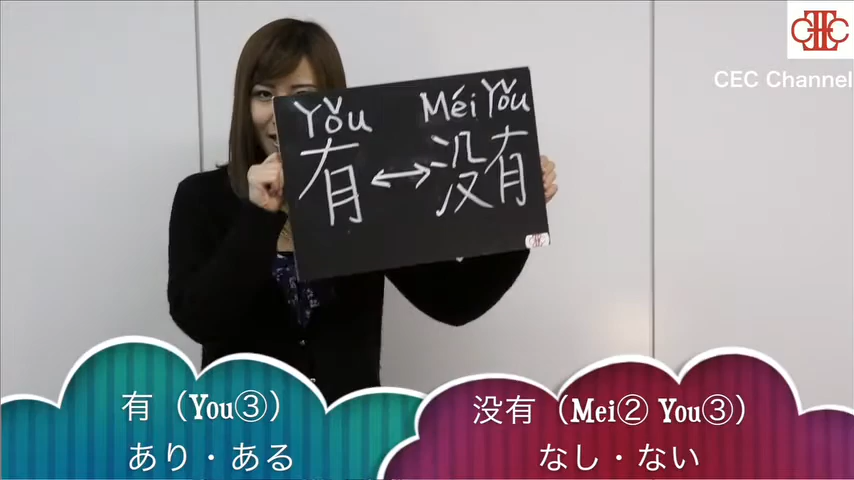 CEC
CEC Channel
Yǒu Méi Yǒu
有 ↔ 没有
有（You③）
あり・ある
没有（Mei② You③）
なし・ない